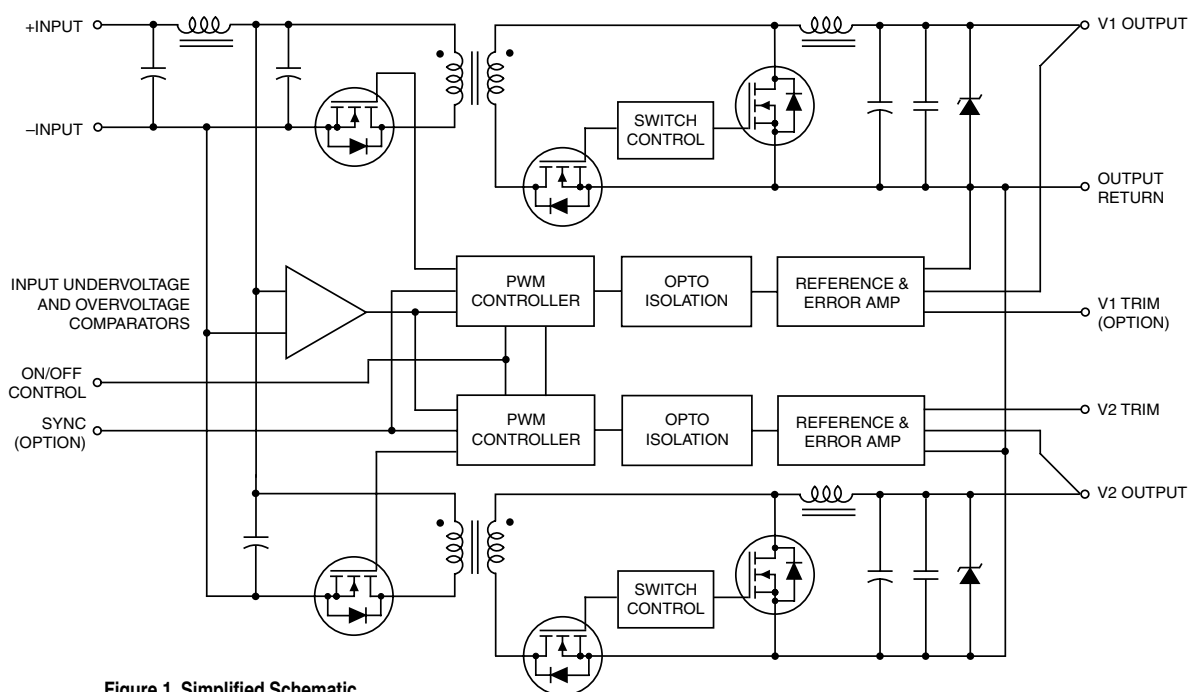 +INPUT
V1 OUTPUT
SWITCH
CONTROL
–INPUT
OUTPUT
RETURN
INPUT UNDERVOLTAGE
AND OVERVOLTAGE
COMPARATORS
PWM
CONTROLLER
OPTO
ISOLATION
REFERENCE &
ERROR AMP
V1 TRIM
(OPTION)
ON/OFF
CONTROL
SYNC
(OPTION)
PWM
CONTROLLER
OPTO
ISOLATION
REFERENCE &
ERROR AMP
V2 TRIM
V2 OUTPUT
SWITCH
CONTROL
Figure 1. Simplified Schematic